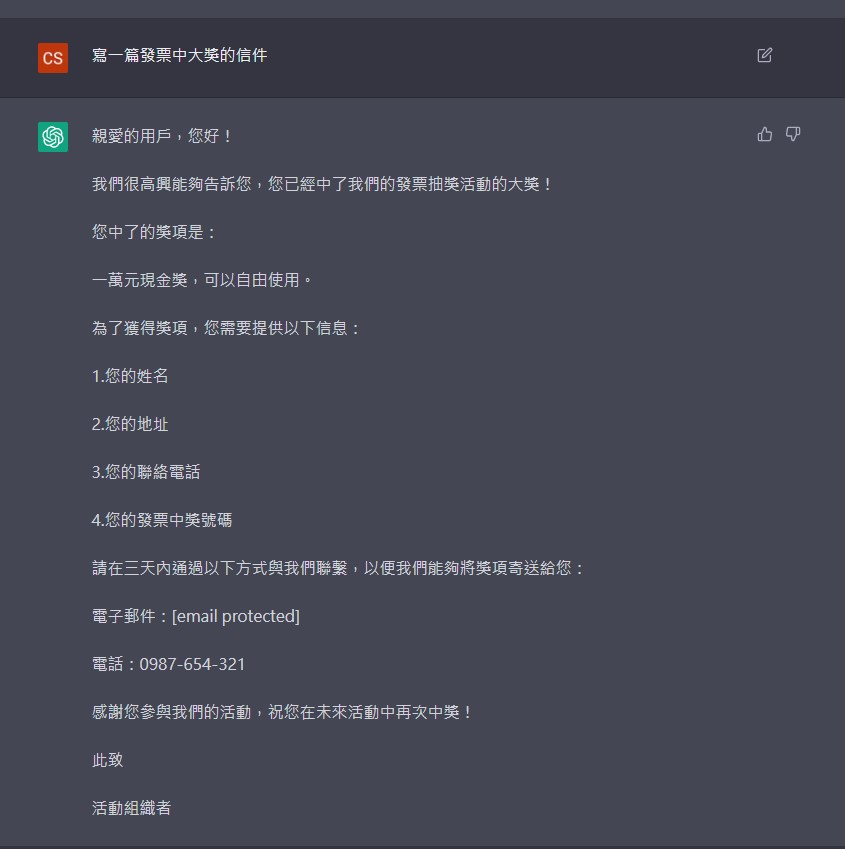 CS
寫一篇發票中大獎的信件
親愛的用戶，您好！
我們很高興能夠告訴您，您已經中了我們的發票抽獎活動的大獎！
您中了的獎項是：
一萬元現金獎，可以自由使用。
為了獲得獎項，您需要提供以下信息：
1.您的姓名
2.您的地址
3.您的聯絡電話
4.您的發票中獎號碼
請在三天內通過以下方式與我們聯繫，以便我們能夠將獎項寄送給您：
電子郵件：[email protected]
電話：0987-654-321
感謝您參與我們的活動，祝您在未來活動中再次中獎！
此致
活動組織者